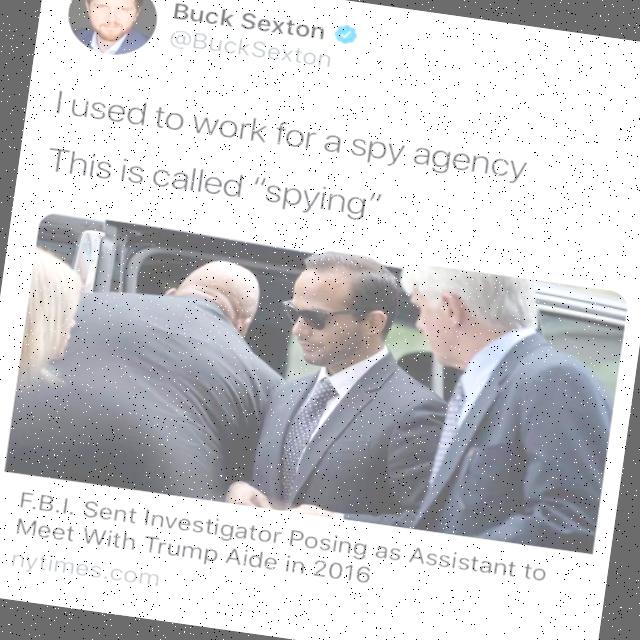 Buck Sexton
@BuckSexton
I used to work for a spy agency
This is called “spying”
F.B.I. Sent Investigator Posing as Assistant to
Meet With Trump Aide in 2016
nytimes.com